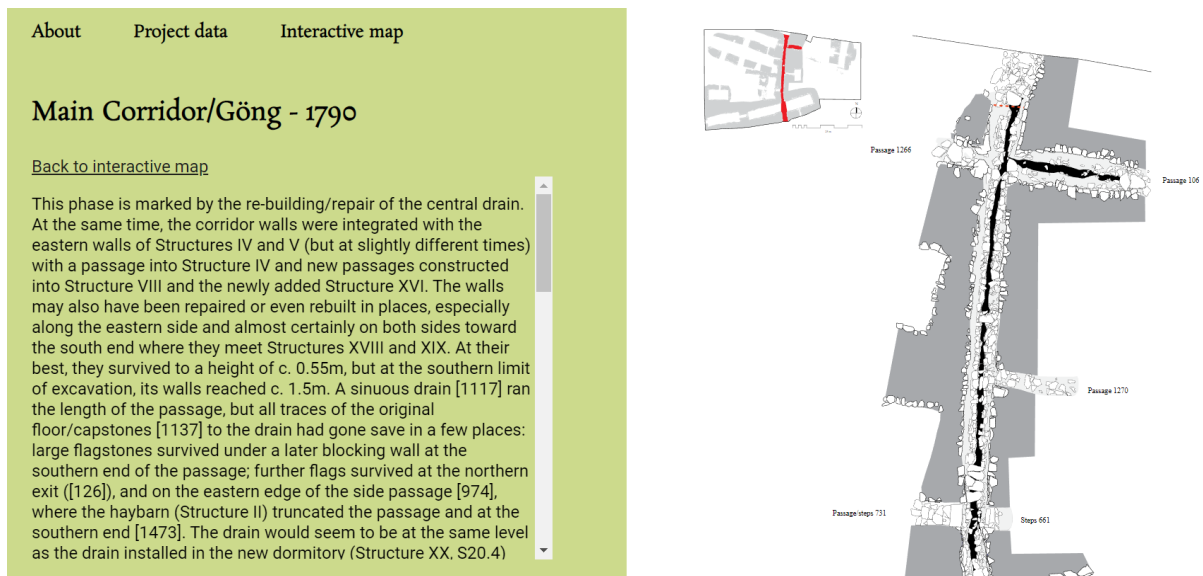 About Project data Interactive map
Main Corridor/Göng - 1790
Back to interactive map
This phase is marked by the re-building/repair of the central drain.
At the same time, the corridor walls were integrated with the
eastern walls of Structures IV and V (but at slightly different times)
with a passage into Structure IV and new passages constructed
into Structure VIII and the newly added Structure XVI. The walls
may also have been repaired or even rebuilt in places, especially
along the eastern side and almost certainly on both sides toward
the south end where they meet Structures XVIII and XIX. At their
best, they survived to a height of c. 0.55m, but at the southern limit
of excavation, its walls reached c. 1.5m. A sinuous drain [1117] ran
the length of the passage, but all traces of the original
floor/capstones [1137] to the drain had gone save in a few places:
large flagstones survived under a later blocking wall at the
southern end of the passage; further flags survived at the northern
exit ([126]), and on the eastern edge of the side passage [974],
where the haybarn (Structure II) truncated the passage and at the
southern end [1473]. The drain would seem to be at the same level
as the drain installed in the new dormitory (Structure XX, S20.4)
Passage 1266
Passage 106
Passage 1270
Passage/steps 731
Steps 661